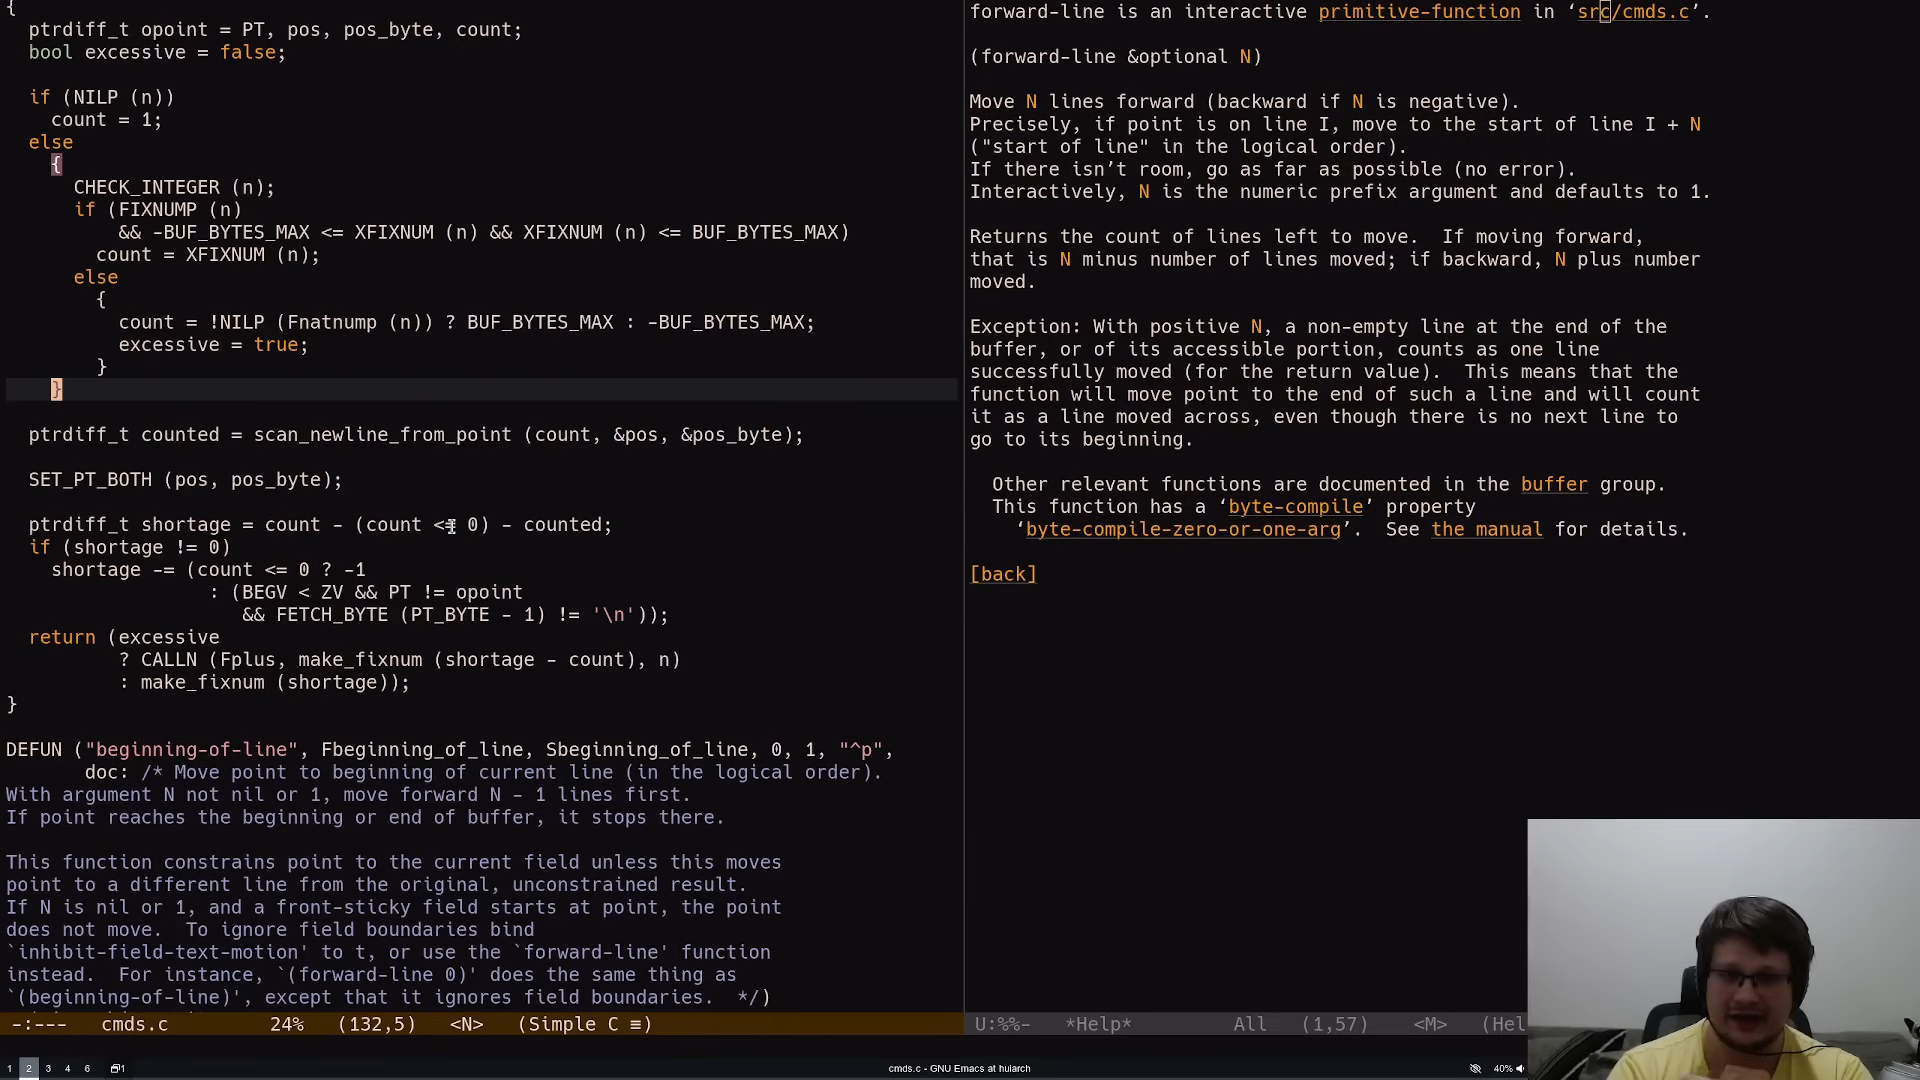 {
  ptrdiff_t opoint = PT, pos, pos_byte, count;
  bool excessive = false;
  if (NILP (n))
    count = 1;
  else
    {
      CHECK_INTEGER (n);
      if (FIXNUMP (n)
          && -BUF_BYTES_MAX <= XFIXNUM (n) && XFIXNUM (n) <= BUF_BYTES_MAX)
        count = XFIXNUM (n);
      else
        {
          count = !NILP (Fnatnump (n)) ? BUF_BYTES_MAX : -BUF_BYTES_MAX;
          excessive = true;
        }
    }
  ptrdiff_t counted = scan_newline_from_point (count, &pos, &pos_byte);
  SET_PT_BOTH (pos, pos_byte);
  ptrdiff_t shortage = count - (count <= 0) - counted;
  if (shortage != 0)
    shortage -= (count <= 0 ? -1
                  : (BEGV < ZV && PT != opoint
                     && FETCH_BYTE (PT_BYTE - 1) != '\n'));
  return (excessive
          ? CALLN (Fplus, make_fixnum (shortage - count), n)
          : make_fixnum (shortage));
}
DEFUN ("beginning-of-line", Fbeginning_of_line, Sbeginning_of_line, 0, 1, "^p",
       doc: /* Move point to beginning of current line (in the logical order).
With argument N not nil or 1, move forward N - 1 lines first.
If point reaches the beginning or end of buffer, it stops there.
This function constrains point to the current field unless this moves
point to a different line from the original, unconstrained result.
If N is nil or 1, and a front-sticky field starts at point, the point
does not move.  To ignore field boundaries bind
`inhibit-field-text-motion' to t, or use the `forward-line' function
instead.  For instance, `(forward-line 0)' does the same thing as
`(beginning-of-line)', except that it ignores field boundaries.  */)
-:---   cmds.c         24%   (132,5)   <N>   (Simple C ≡)
forward-line is an interactive primitive-function in ‘src/cmds.c’.
(forward-line &optional N)
Move N lines forward (backward if N is negative).
Precisely, if point is on line I, move to the start of line I + N
("start of line" in the logical order).
If there isn’t room, go as far as possible (no error).
Interactively, N is the numeric prefix argument and defaults to 1.
Returns the count of lines left to move.  If moving forward,
that is N minus number of lines moved; if backward, N plus number
moved.
Exception: With positive N, a non-empty line at the end of the
buffer, or of its accessible portion, counts as one line
successfully moved (for the return value).  This means that the
function will move point to the end of such a line and will count
it as a line moved across, even though there is no next line to
go to its beginning.
  Other relevant functions are documented in the buffer group.
  This function has a ‘byte-compile’ property
    ‘byte-compile-zero-or-one-arg’.  See the manual for details.
[back]
U:%%-   *Help*         All   (1,57)   <M>   (Hel
1 2 3 4 6 1
cmds.c - GNU Emacs at huiarch
40%